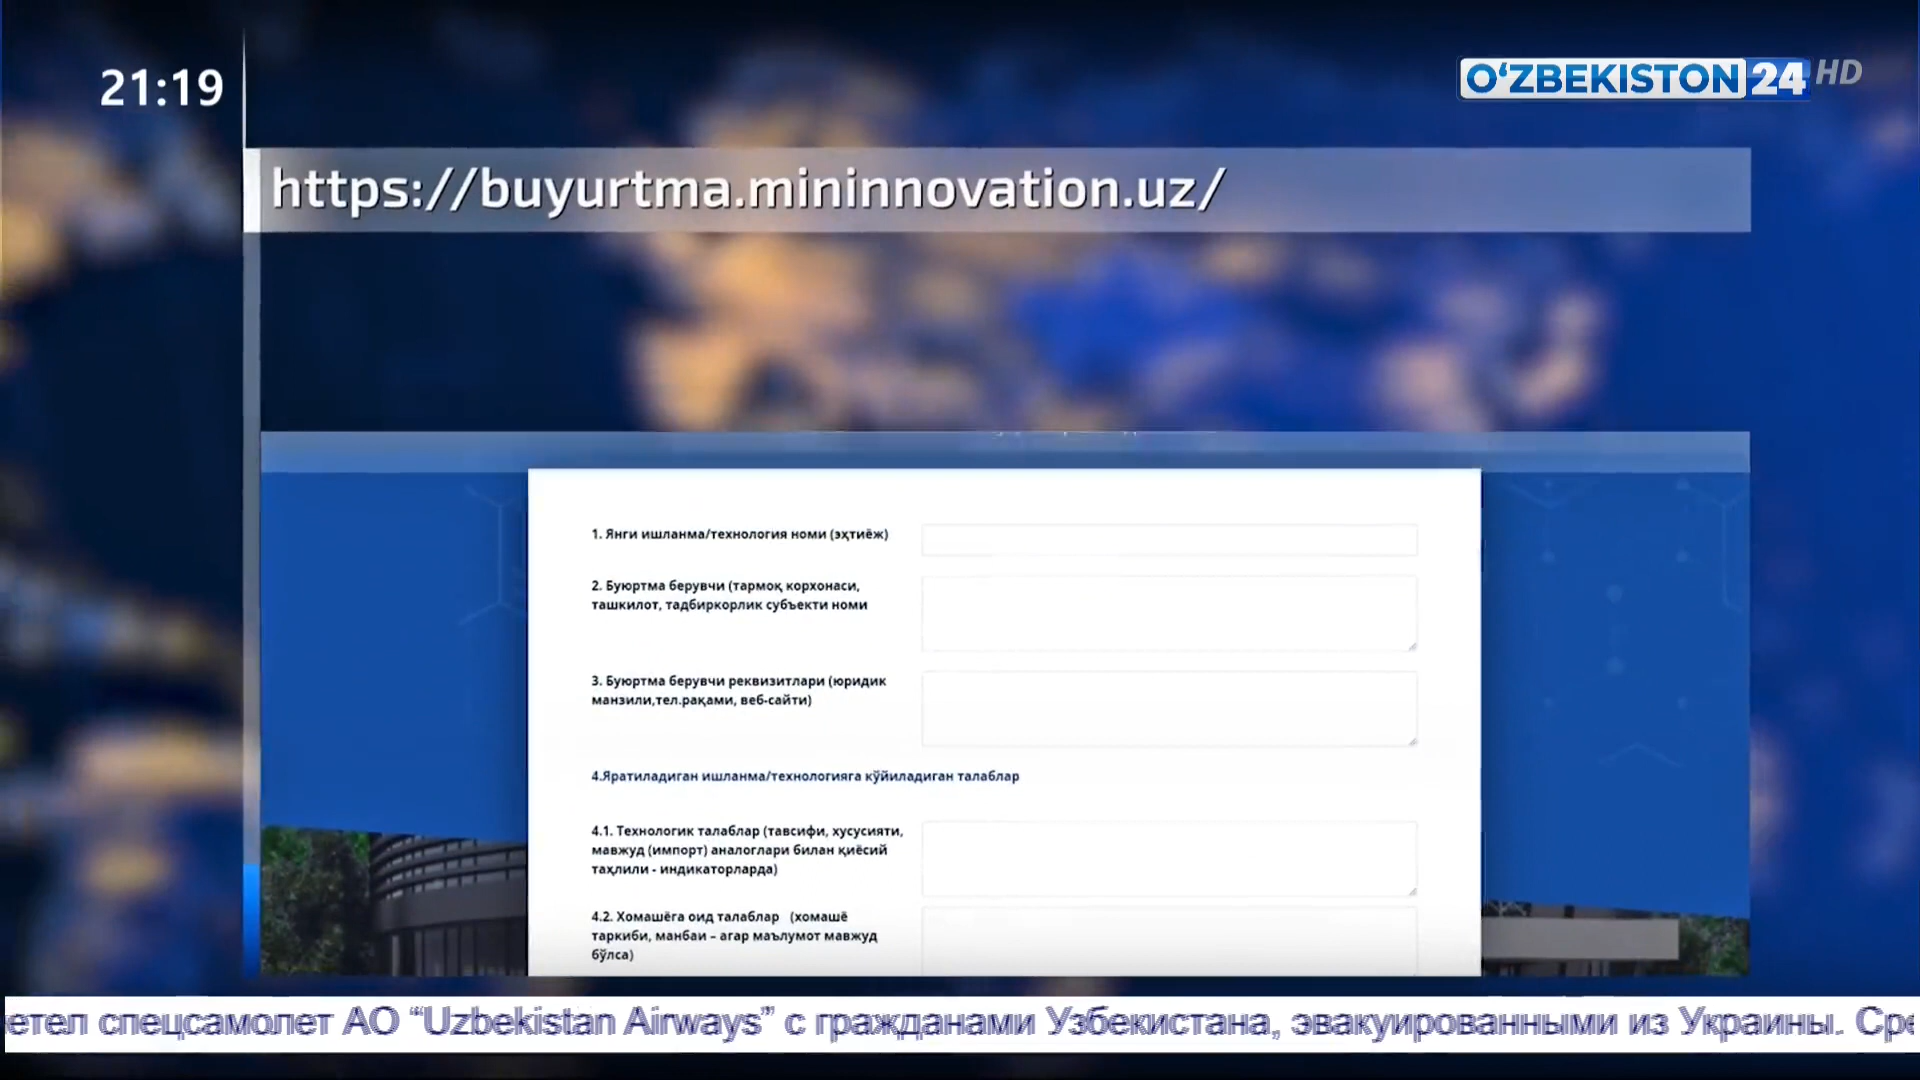 21:19
O‘ZBEKISTON 24 HD
https://buyurtma.mininnovation.uz/
1. Янги ишланма/технология номи (эҳтиёж)
2. Буюртма берувчи (тармоқ корхонаси,
ташкилот, тадбиркорлик субъекти номи
3. Буюртма берувчи реквизитлари (юридик
манзили,тел.рақами, веб-сайти)
4.Яратиладиган ишланма/технологияга кўйиладиган талаблар
4.1. Технологик талаблар (тавсифи, хусусияти,
мавжуд (импорт) аналоглари билан қиёсий
таҳлили - индикаторларда)
4.2. Хомашёга оид талаблар (хомашё
таркиби, манбаи – агар маълумот мавжуд
бўлса)
етел спецсамолет АО “Uzbekistan Airways” с гражданами Узбекистана, эвакуированными из Украины. Сре